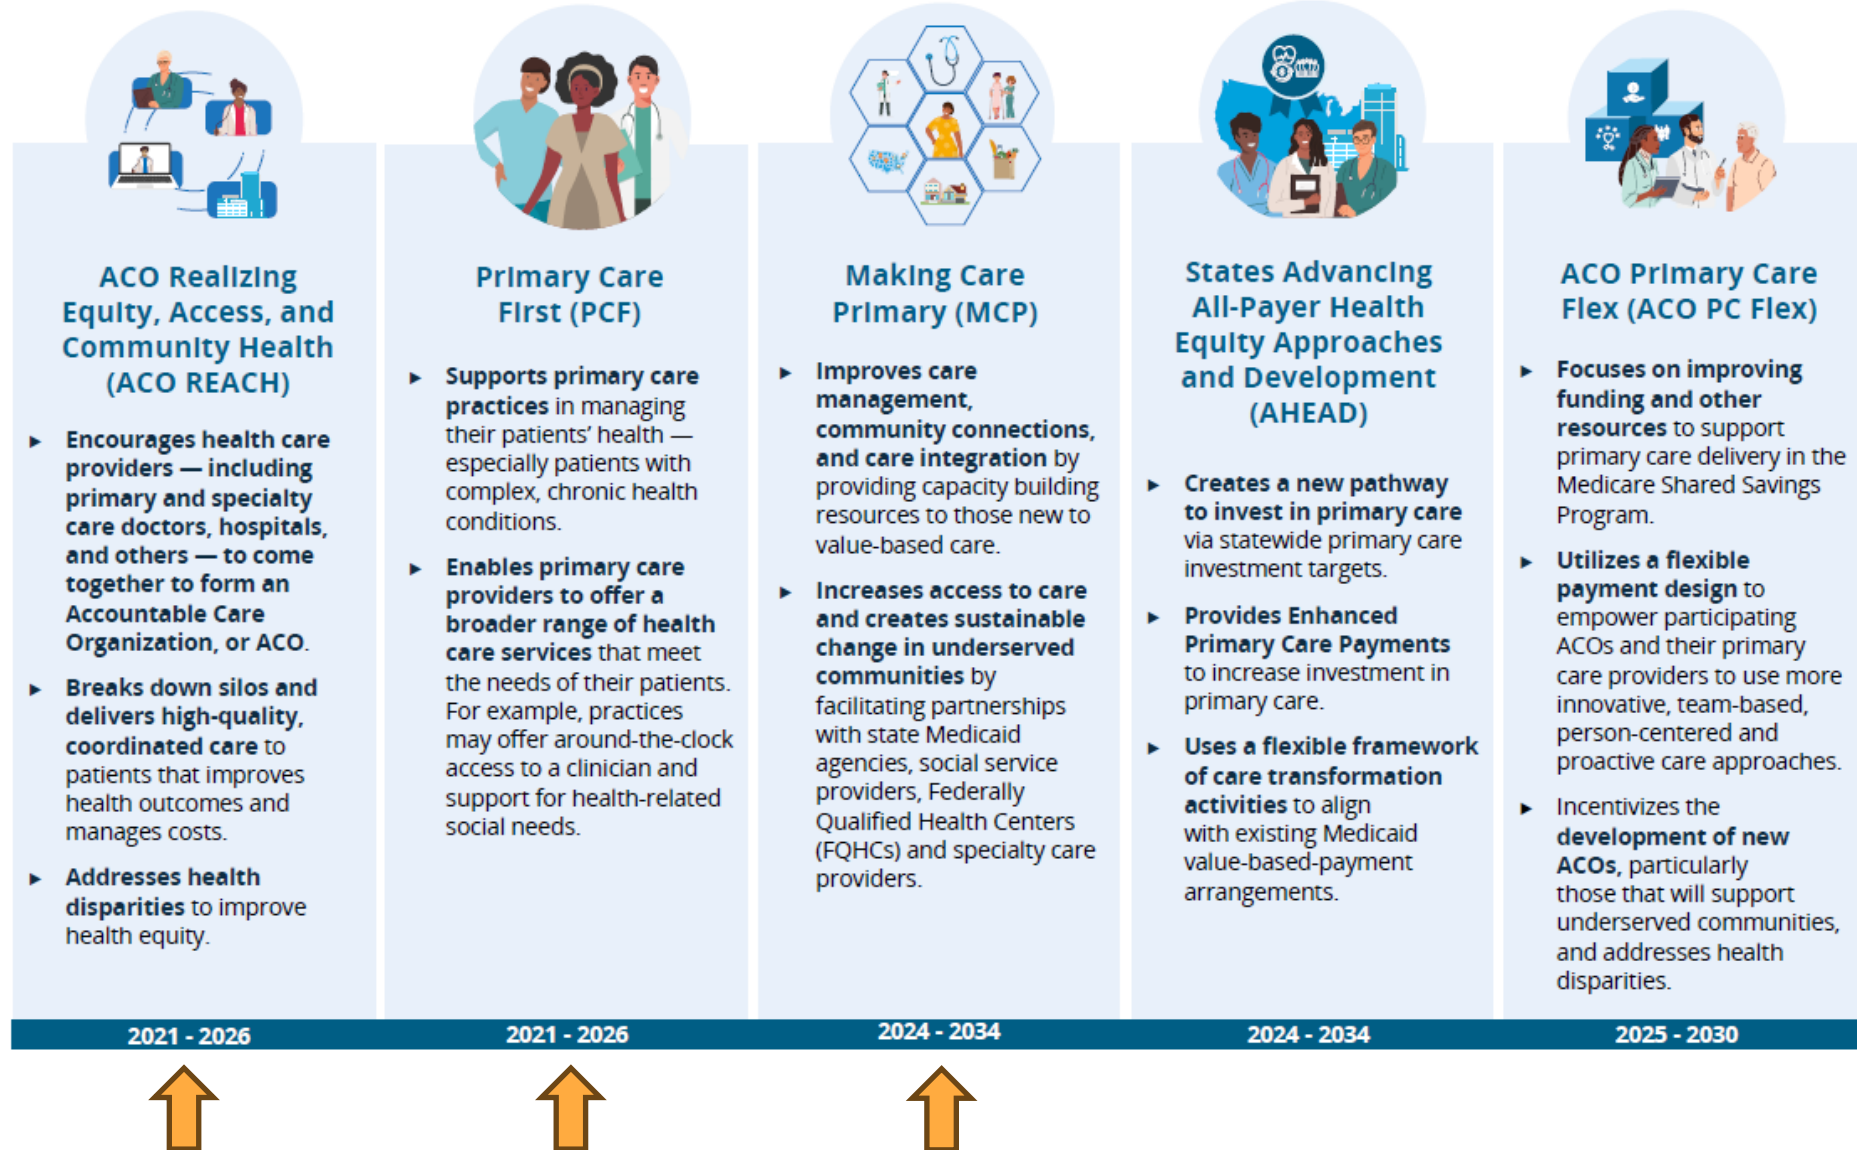 ACO Realizing
Equity, Access, and
Community Health
(ACO REACH)
► Encourages health care
providers — including
primary and specialty
care doctors, hospitals,
and others — to come
together to form an
Accountable Care
Organization, or ACO.
► Breaks down silos and
delivers high-quality,
coordinated care to
patients that improves
health outcomes and
manages costs.
► Addresses health
disparities to improve
health equity.
2021 - 2026
Primary Care
First (PCF)
► Supports primary care
practices in managing
their patients’ health —
especially patients with
complex, chronic health
conditions.
► Enables primary care
providers to offer a
broader range of health
care services that meet
the needs of their patients.
For example, practices
may offer around-the-clock
access to a clinician and
support for health-related
social needs.
2021 - 2026
Making Care
Primary (MCP)
► Improves care
management,
community connections,
and care integration by
providing capacity building
resources to those new to
value-based care.
► Increases access to care
and creates sustainable
change in underserved
communities by
facilitating partnerships
with state Medicaid
agencies, social service
providers, Federally
Qualified Health Centers
(FQHCs) and specialty care
providers.
2024 - 2034
States Advancing
All-Payer Health
Equity Approaches
and Development
(AHEAD)
► Creates a new pathway
to invest in primary care
via statewide primary care
investment targets.
► Provides Enhanced
Primary Care Payments
to increase investment in
primary care.
► Uses a flexible framework
of care transformation
activities to align
with existing Medicaid
value-based-payment
arrangements.
2024 - 2034
ACO Primary Care
Flex (ACO PC Flex)
► Focuses on improving
funding and other
resources to support
primary care delivery in the
Medicare Shared Savings
Program.
► Utilizes a flexible
payment design to
empower participating
ACOs and their primary
care providers to use more
innovative, team-based,
person-centered and
proactive care approaches.
► Incentivizes the
development of new
ACOs, particularly
those that will support
underserved communities,
and addresses health
disparities.
2025 - 2030